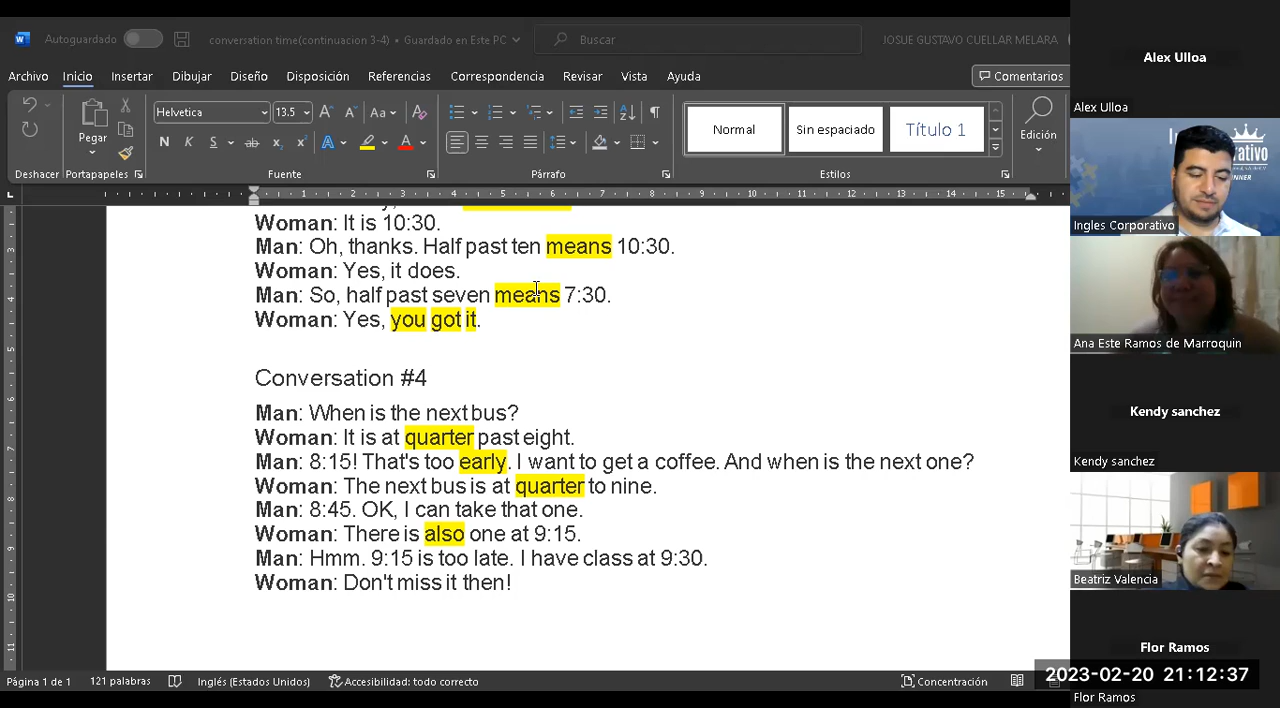 Autoguardado
conversation time(continuacion 3-4) • Guardado en Este PC
Buscar
JOSUE GUSTAVO CUELLAR MELARA
Archivo Inicio Insertar Dibujar Diseño Disposición Referencias Correspondencia Revisar Vista Ayuda
Comentarios
Pegar
Helvetica 13.5
Normal
Sin espaciado
Título 1
Edición
Deshacer Portapapeles Fuente Párrafo Estilos
Woman: It is 10:30.
Man: Oh, thanks. Half past ten means 10:30.
Woman: Yes, it does.
Man: So, half past seven means 7:30.
Woman: Yes, you got it.
Conversation #4
Man: When is the next bus?
Woman: It is at quarter past eight.
Man: 8:15! That's too early. I want to get a coffee. And when is the next one?
Woman: The next bus is at quarter to nine.
Man: 8:45. OK, I can take that one.
Woman: There is also one at 9:15.
Man: Hmm. 9:15 is too late. I have class at 9:30.
Woman: Don't miss it then!
Página 1 de 1 121 palabras Inglés (Estados Unidos) Accesibilidad: todo correcto Concentración
Alex Ulloa
Alex Ulloa
Ingles Corporativo
Ana Este Ramos de Marroquin
Kendy sanchez
Kendy sanchez
Beatriz Valencia
Flor Ramos
2023-02-20 21:12:37
Flor Ramos